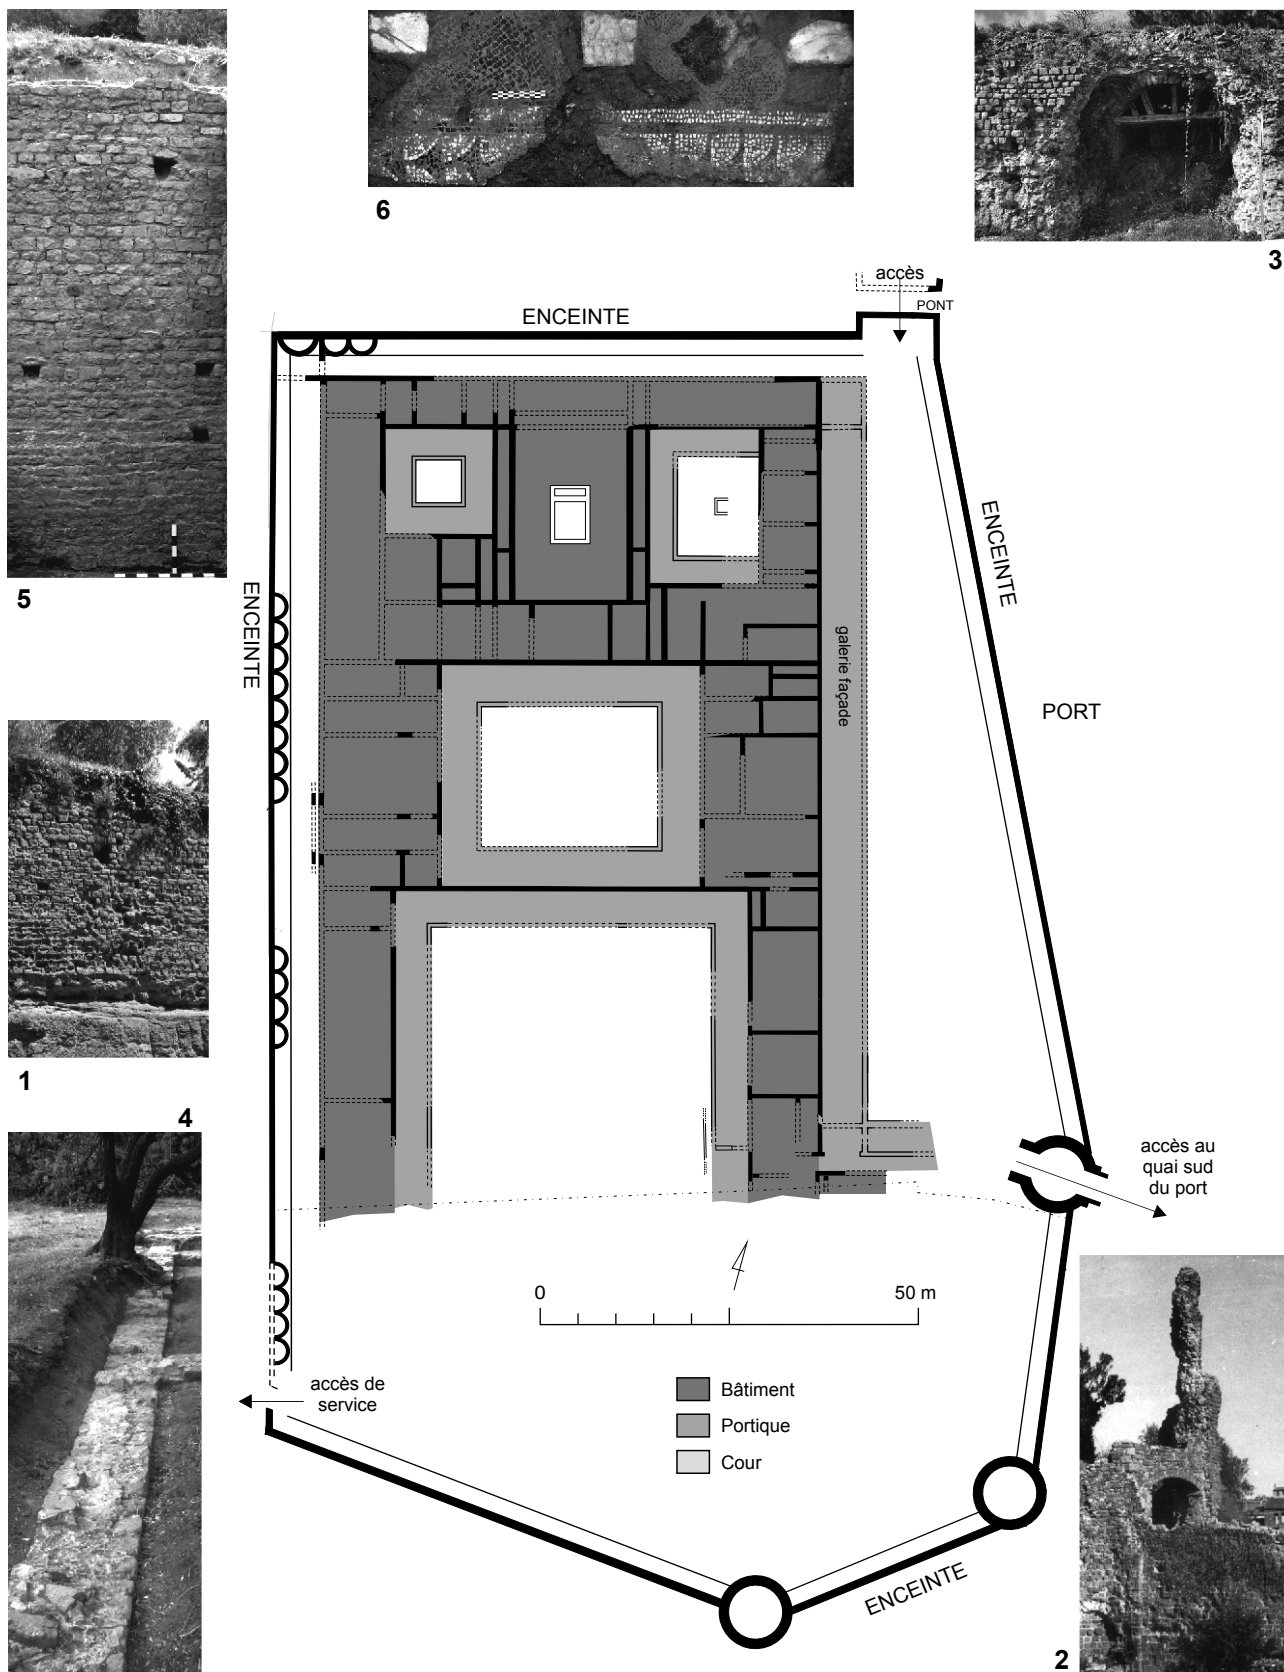 6
3
accès
PONT
ENCEINTE
5
ENCEINTE
ENCEINTE
galerie façade
PORT
1
4
accès au
quai sud
du port
0
50 m
accès de
service
Bâtiment
Portique
Cour
ENCEINTE
2